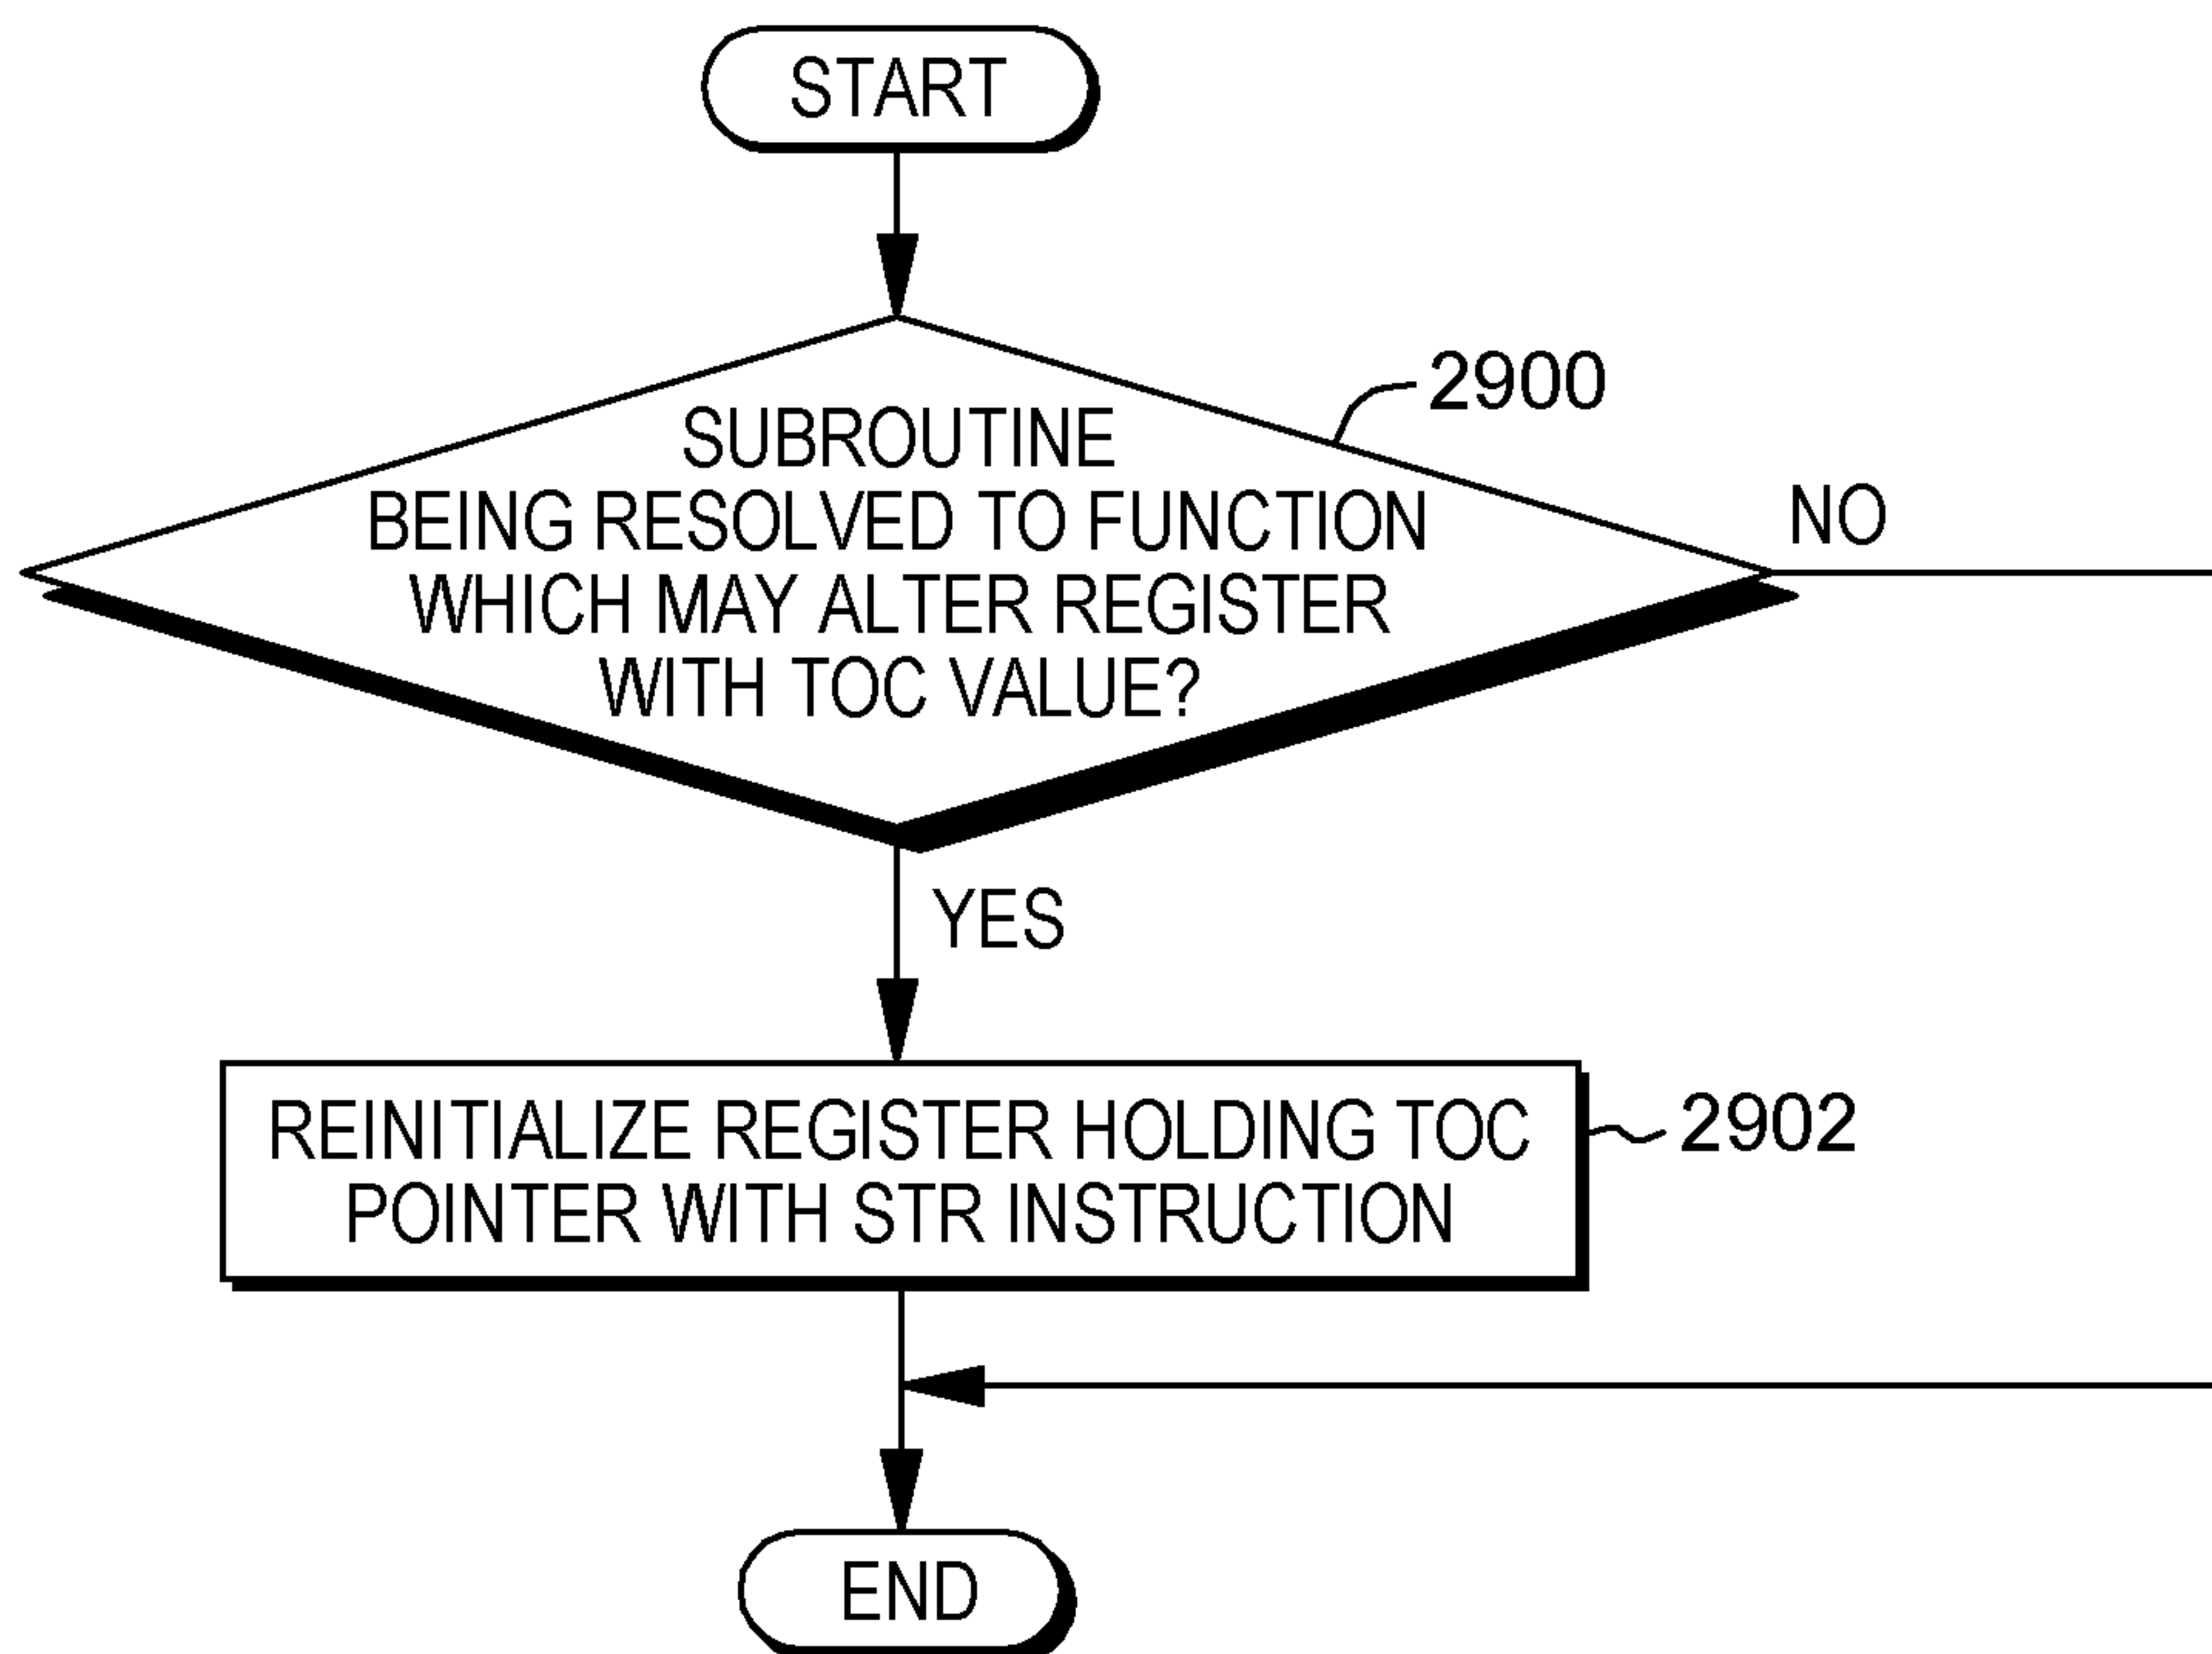 START
2900
SUBROUTINE
BEING RESOLVED TO FUNCTION
WHICH MAY ALTER REGISTER
WITH TOC VALUE?
NO
YES
REINITIALIZE REGISTER HOLDING TOC
POINTER WITH STR INSTRUCTION
2902
END